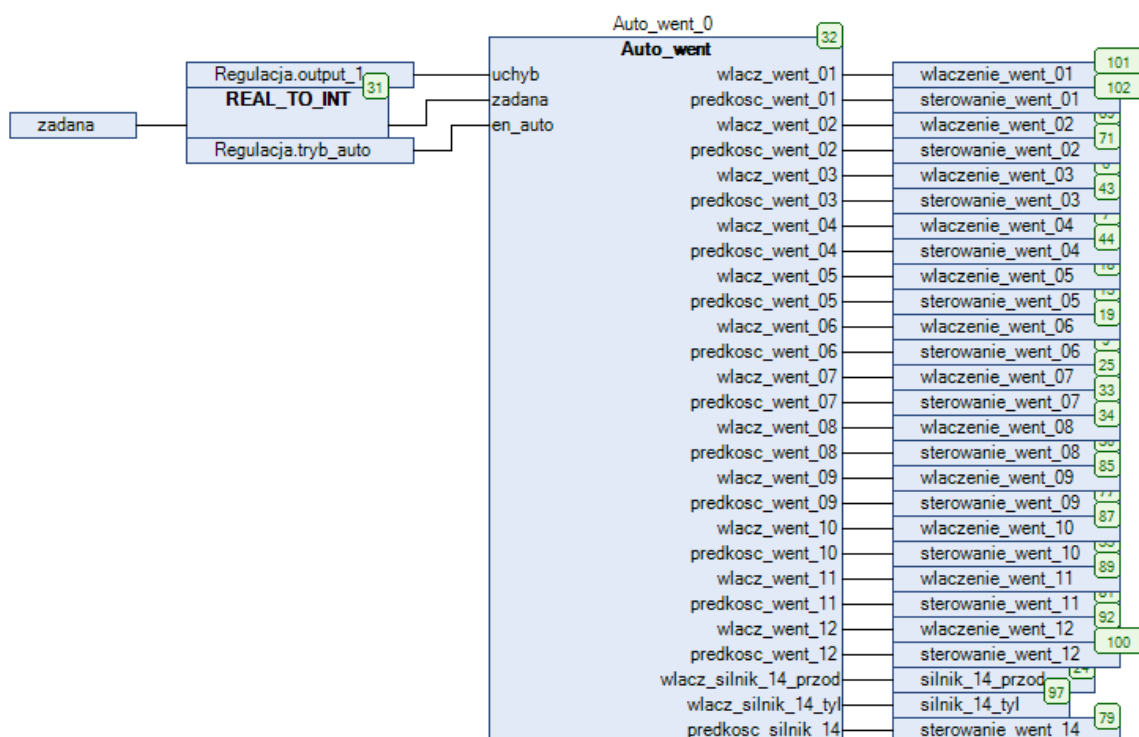 Auto_went_0
32
Auto_went
101
Regulacja.output_1 uchyb wlacz_went_01 wlaczenie_went_01
31 102
REAL_TO_INT zadana predkosc_went_01 sterowanie_went_01
zadana en_auto wlacz_went_02 wlaczenie_went_02
71
Regulacja.tryb_auto predkosc_went_02 sterowanie_went_02
wlacz_went_03 wlaczenie_went_03
43
predkosc_went_03 sterowanie_went_03
wlacz_went_04 wlaczenie_went_04
44
predkosc_went_04 sterowanie_went_04
wlacz_went_05 wlaczenie_went_05
predkosc_went_05 sterowanie_went_05
19
wlacz_went_06 wlaczenie_went_06
predkosc_went_06 sterowanie_went_06
25
wlacz_went_07 wlaczenie_went_07
33
predkosc_went_07 sterowanie_went_07
34
wlacz_went_08 wlaczenie_went_08
predkosc_went_08 sterowanie_went_08
85
wlacz_went_09 wlaczenie_went_09
predkosc_went_09 sterowanie_went_09
87
wlacz_went_10 wlaczenie_went_10
predkosc_went_10 sterowanie_went_10
89
wlacz_went_11 wlaczenie_went_11
predkosc_went_11 sterowanie_went_11
92
wlacz_went_12 wlaczenie_went_12
100
predkosc_went_12 sterowanie_went_12
wlacz_silnik_14_przod silnik_14_przod
97
wlacz_silnik_14_tyl silnik_14_tyl
79
predkosc_silnik_14 sterowanie_went_14